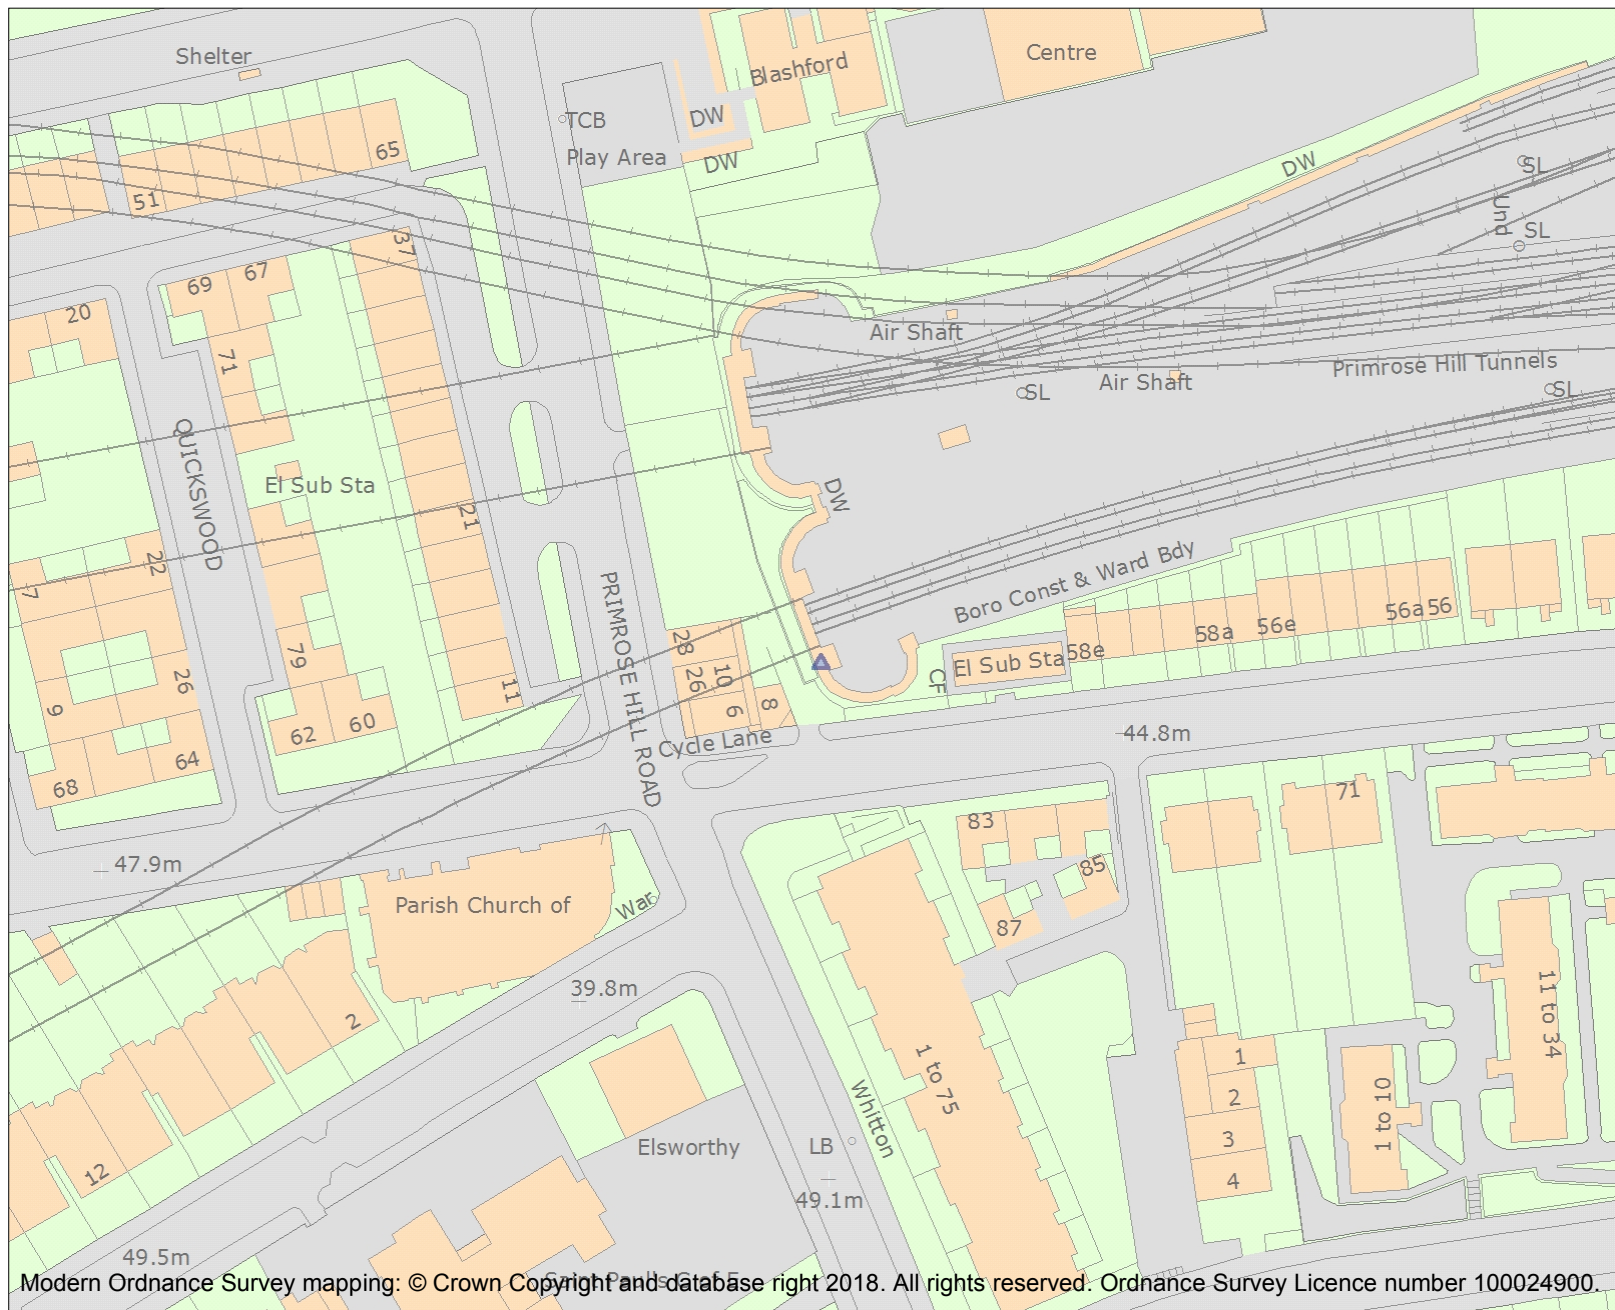 Shelter
Blashford
Centre
TCB
DW
Play Area
DW
65
51
DW
SL
Und
SL
37
69
67
20
71
Air Shaft
Air Shaft
Primrose Hill Tunnels
SL
SL
QUICKSWOOD
El Sub Sta
DW
21
22
7
PRIMROSE HILL ROAD
Boro Const & Ward Bdy
58a
56e
56a
56
58e
El Sub Sta
CF
28
26
10
6
8
79
26
9
11
62
60
64
68
Cycle Lane
44.8m
71
83
85
87
47.9m
Parish Church of
War
39.8m
2
12
11 to 34
1 to 75
1 to 10
1
2
3
4
Whitton
Elsworthy
LB
49.1m
49.5m
Saint Paul's C of E
Modern Ordnance Survey mapping: © Crown Copyright and database right 2018. All rights reserved. Ordnance Survey Licence number 100024900.